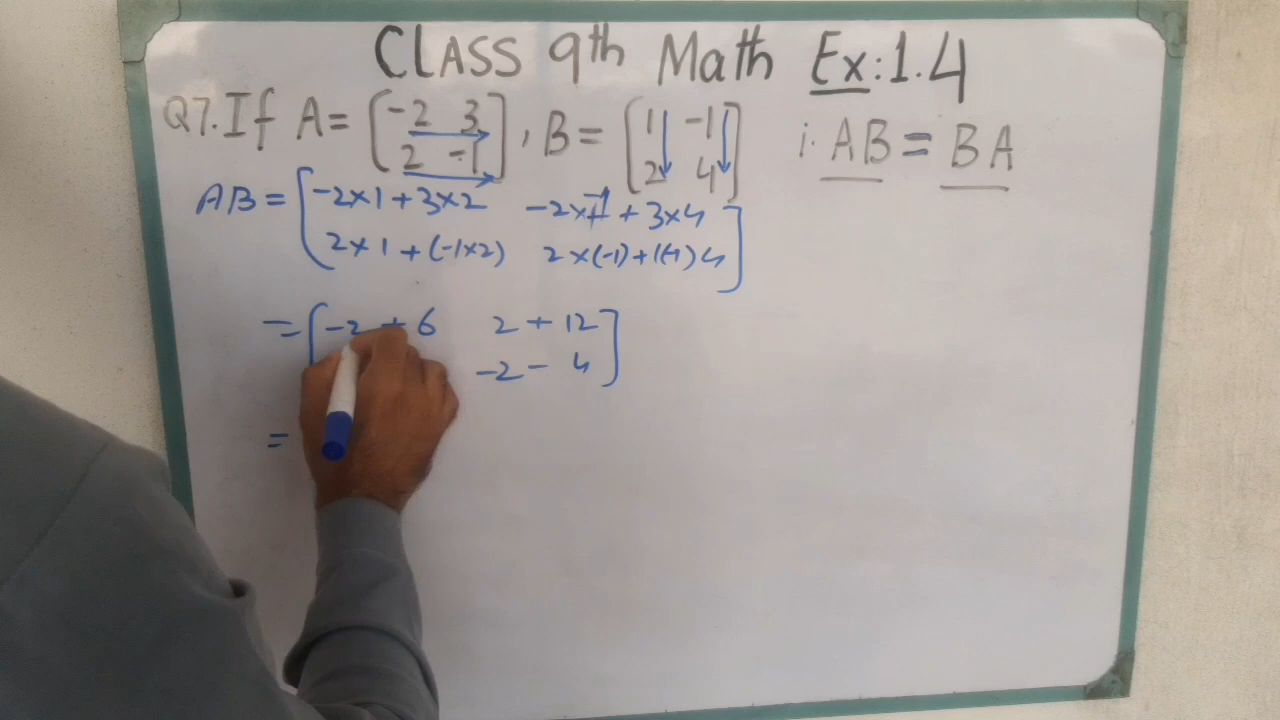 CLASS 9th Math Ex:1.4
Q7. If A = [-2 3 , B = [1 -1 i. AB = BA
2 -1] 2 4]
AB = [-2×1+3×2 -2×-1+3×4
2×1+(-1×2) 2×(-1)+(-1)4]
= [-2+6 2+12
-2-4]
=